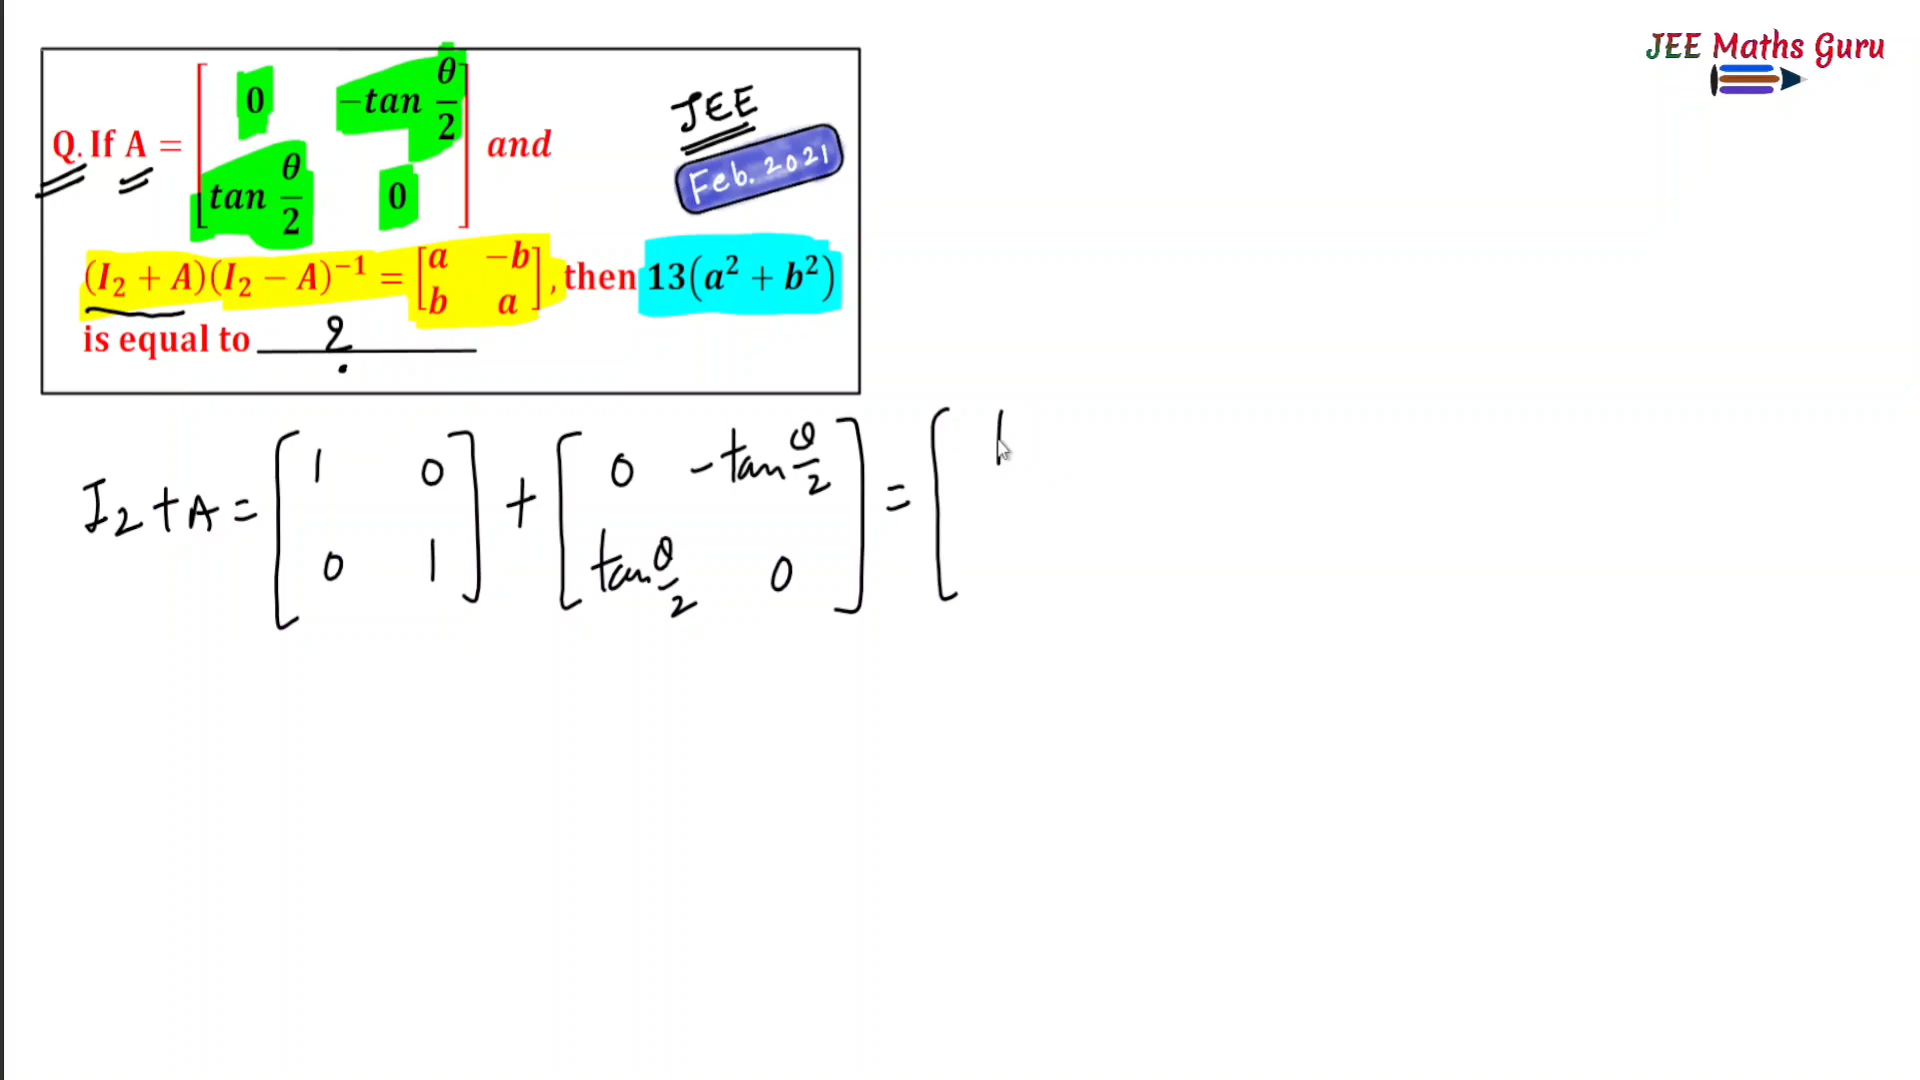 JEE Maths Guru
Q. If A = [0 −tan θ/2
tan θ/2 0] and
JEE
Feb. 2021
(I₂ + A)(I₂ − A)⁻¹ = [a −b
b a], then 13(a² + b²)
is equal to ______ ?
I₂ + A = [1 0
0 1] + [0 −tan θ/2
tan θ/2 0] = [1